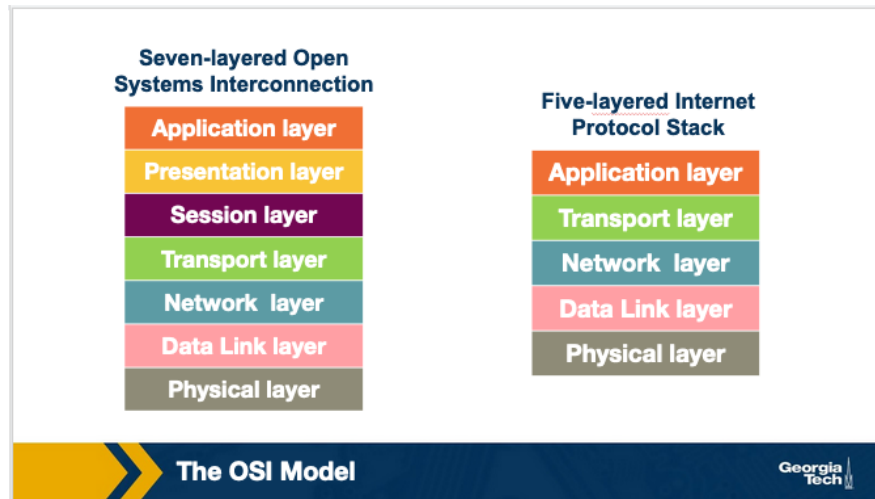 Seven-layered Open
Systems Interconnection
Application layer
Presentation layer
Session layer
Transport layer
Network layer
Data Link layer
Physical layer
Five-layered Internet
Protocol Stack
Application layer
Transport layer
Network layer
Data Link layer
Physical layer
The OSI Model
Georgia
Tech